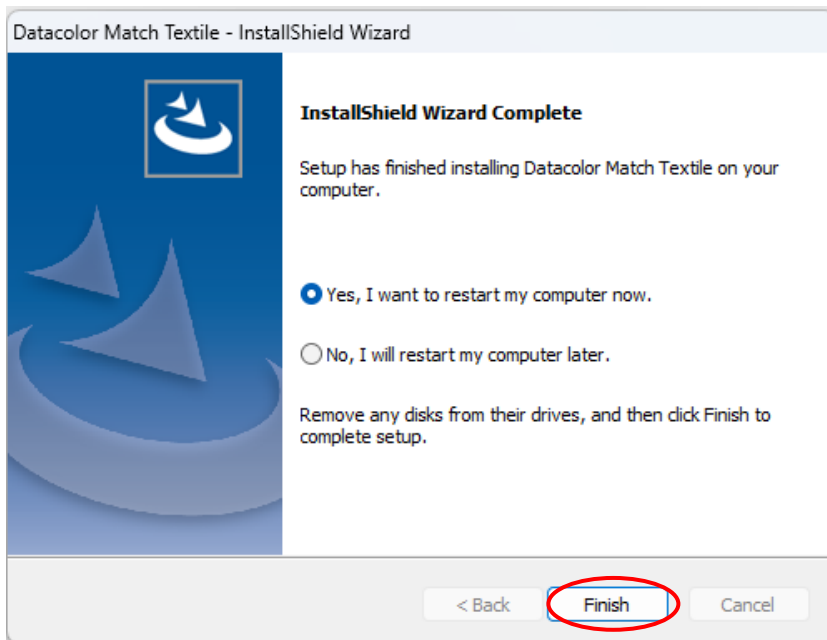 Datacolor Match Textile - InstallShield Wizard
InstallShield Wizard Complete
Setup has finished installing Datacolor Match Textile on your
computer.
Yes, I want to restart my computer now.
No, I will restart my computer later.
Remove any disks from their drives, and then click Finish to
complete setup.
< Back
Finish
Cancel